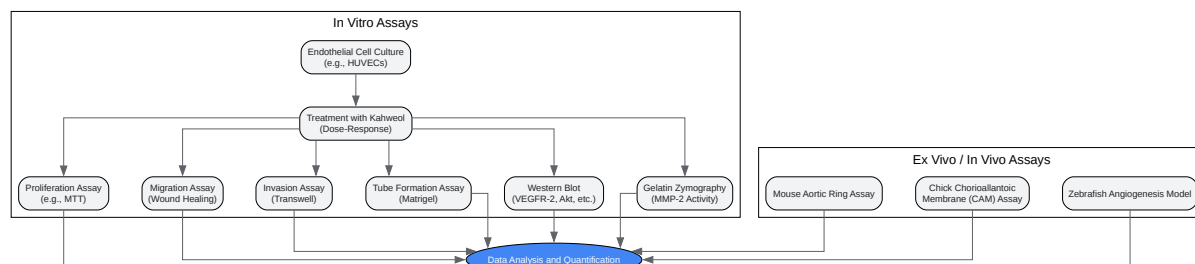 In Vitro Assays
Endothelial Cell Culture
(e.g., HUVECs)
Treatment with Kahweol
(Dose-Response)
Ex Vivo / In Vivo Assays
Proliferation Assay
(e.g., MTT)
Migration Assay
(Wound Healing)
Invasion Assay
(Transwell)
Tube Formation Assay
(Matrigel)
Western Blot
(VEGFR-2, Akt, etc.)
Gelatin Zymography
(MMP-2 Activity)
Mouse Aortic Ring Assay
Chick Chorioallantoic
Membrane (CAM) Assay
Zebrafish Angiogenesis Model
Data Analysis and Quantification